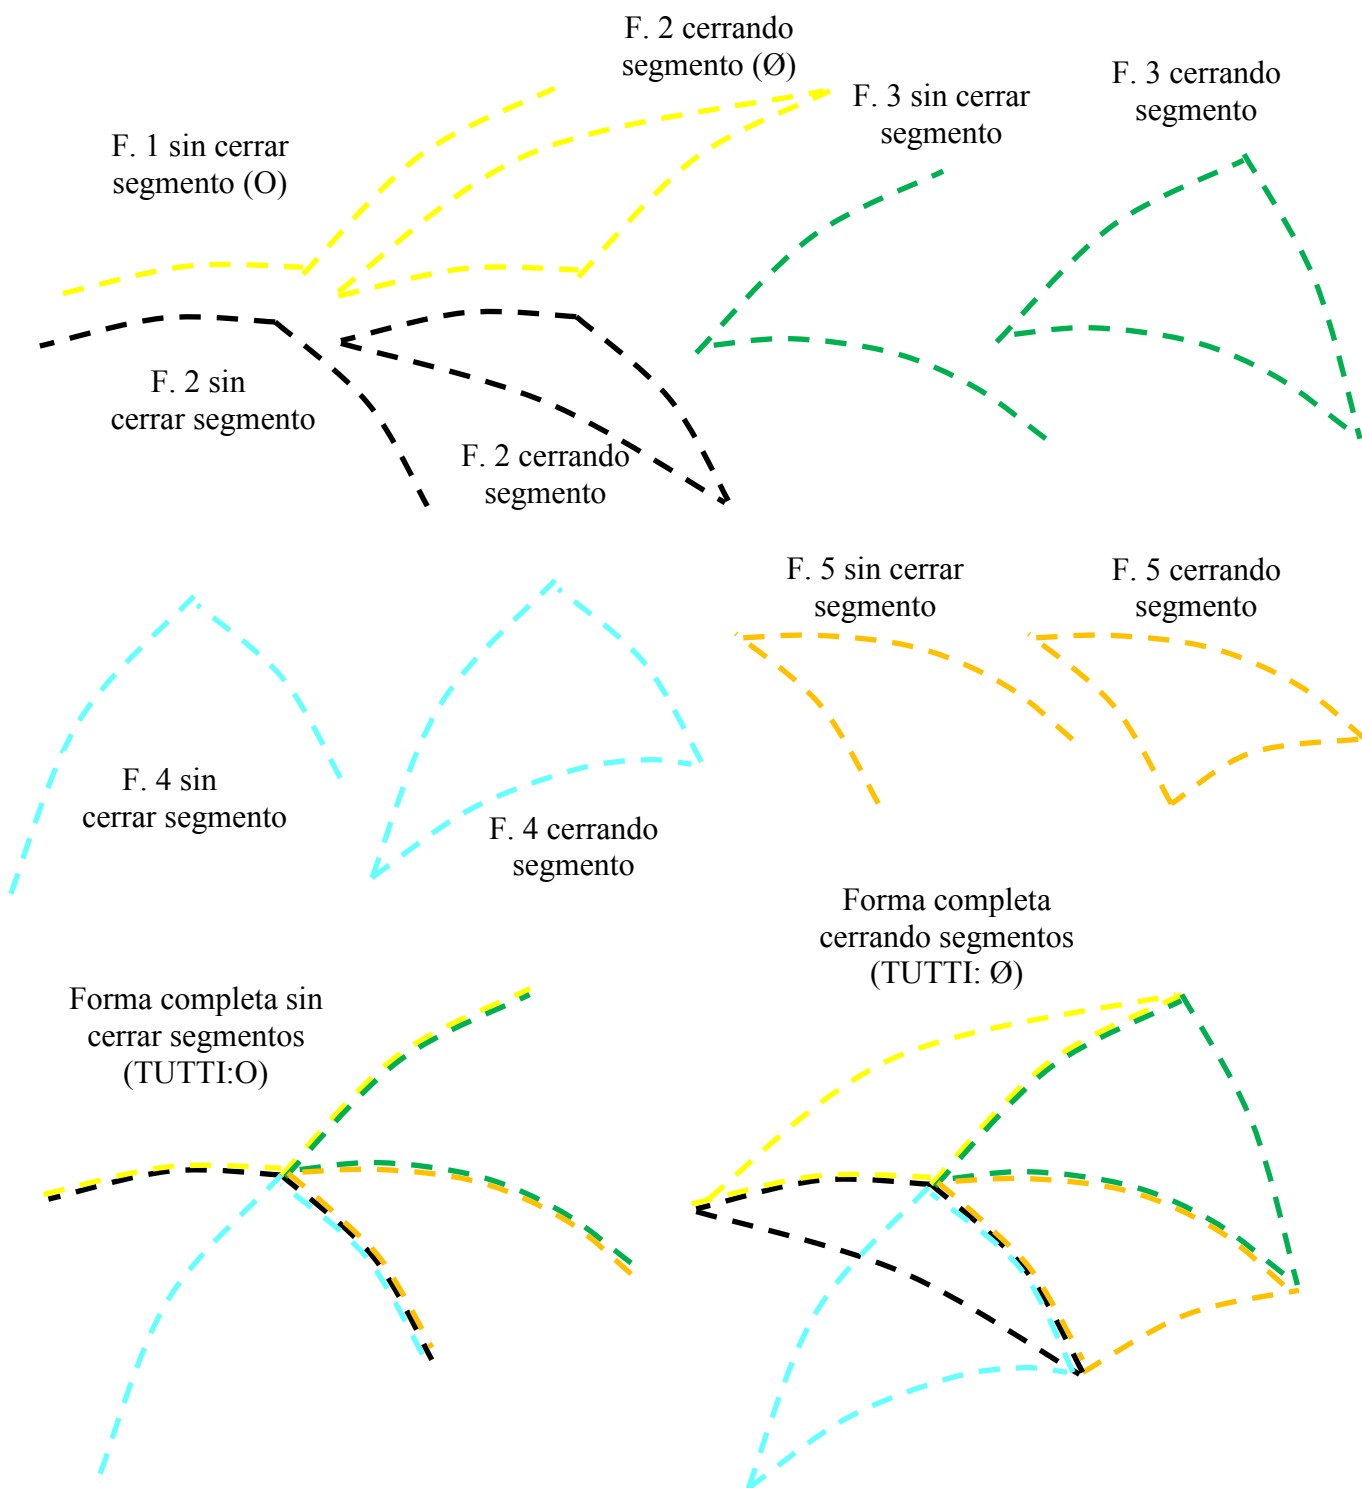 F. 2 cerrando
segmento (Ø)
F. 3 sin cerrar
segmento
F. 3 cerrando
segmento
F. 1 sin cerrar
segmento (O)
F. 2 sin
cerrar segmento
F. 2 cerrando
segmento
F. 5 sin cerrar
segmento
F. 5 cerrando
segmento
F. 4 sin
cerrar segmento
F. 4 cerrando
segmento
Forma completa
cerrando segmentos
(TUTTI: Ø)
Forma completa sin
cerrar segmentos
(TUTTI:O)